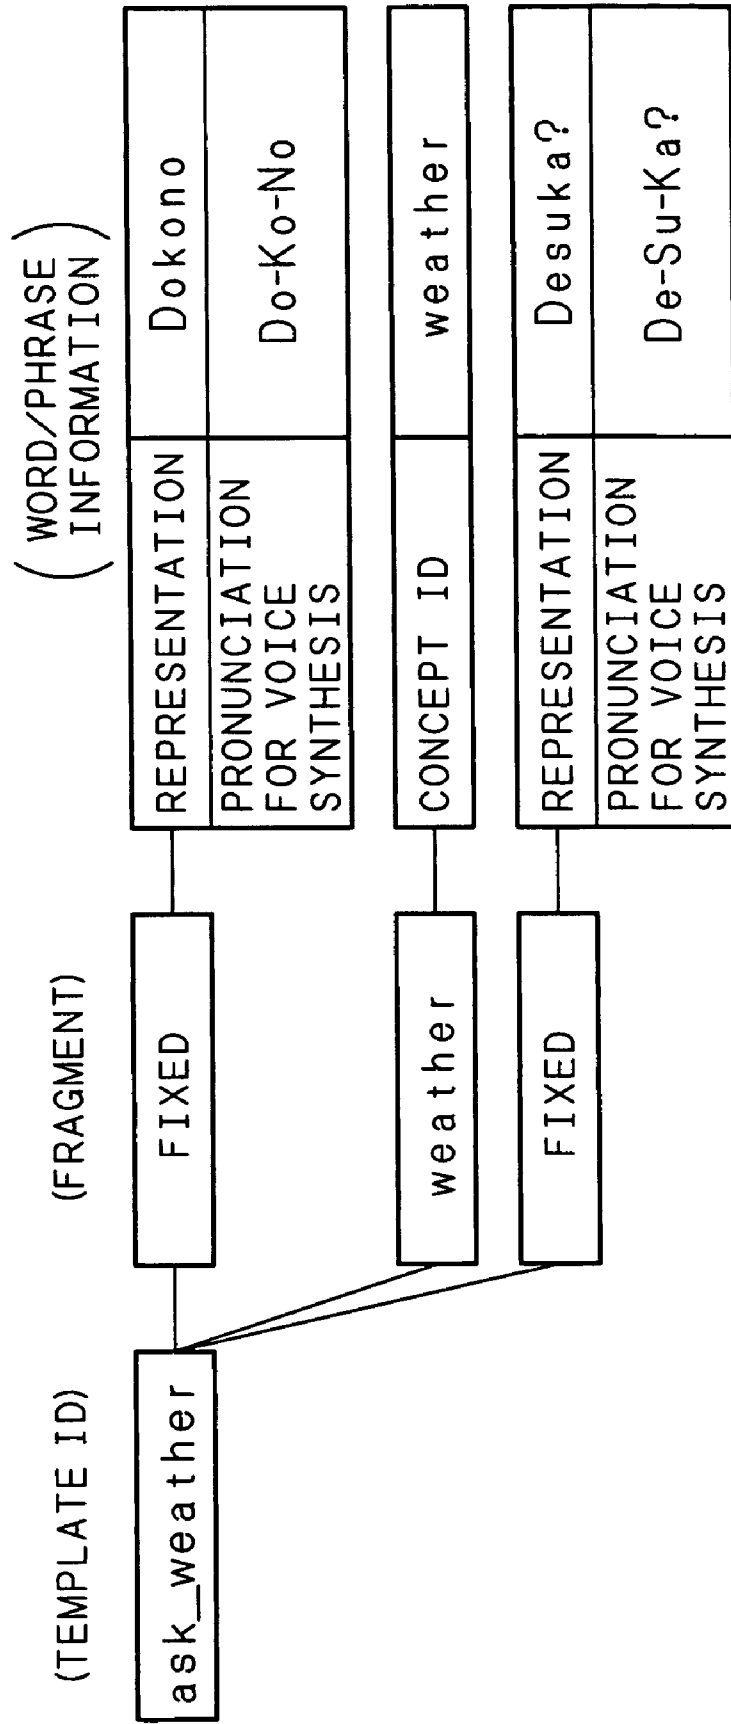 (TEMPLATE ID)
(FRAGMENT)
(WORD/PHRASE
INFORMATION)
ask_weather
FIXED
REPRESENTATION
Dokono
PRONUNCIATION
FOR VOICE
SYNTHESIS
Do-Ko-No
weather
CONCEPT ID
weather
FIXED
REPRESENTATION
Desuka?
PRONUNCIATION
FOR VOICE
SYNTHESIS
De-Su-Ka?